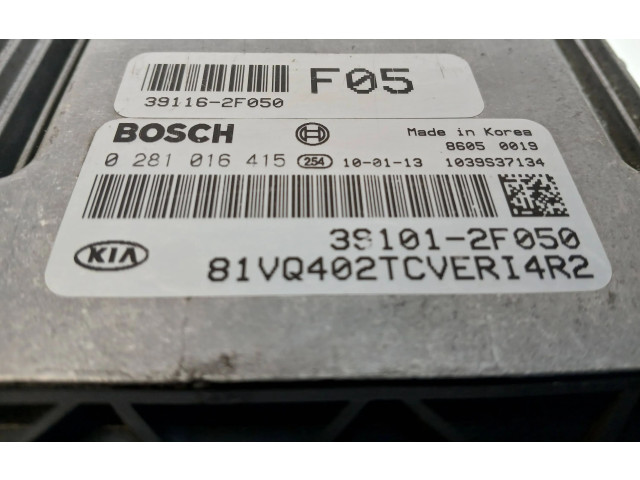 F05
39116-2F050
BOSCH
Made in Korea
8605 0019
0 281 016 415 254 10-01-13 1039S37134
KIA
39101-2F050
81VQ402TCVERI4R2